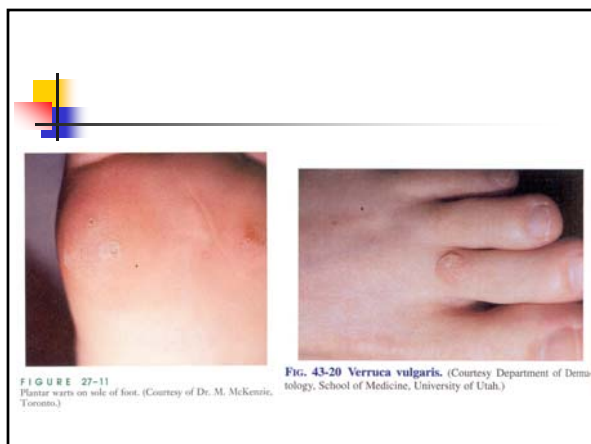 FIGURE 27–11
Plantar warts on sole of foot. (Courtesy of Dr. M. McKenzie,
Toronto.)
FIG. 43-20 Verruca vulgaris. (Courtesy Department of Derma-
tology, School of Medicine, University of Utah.)